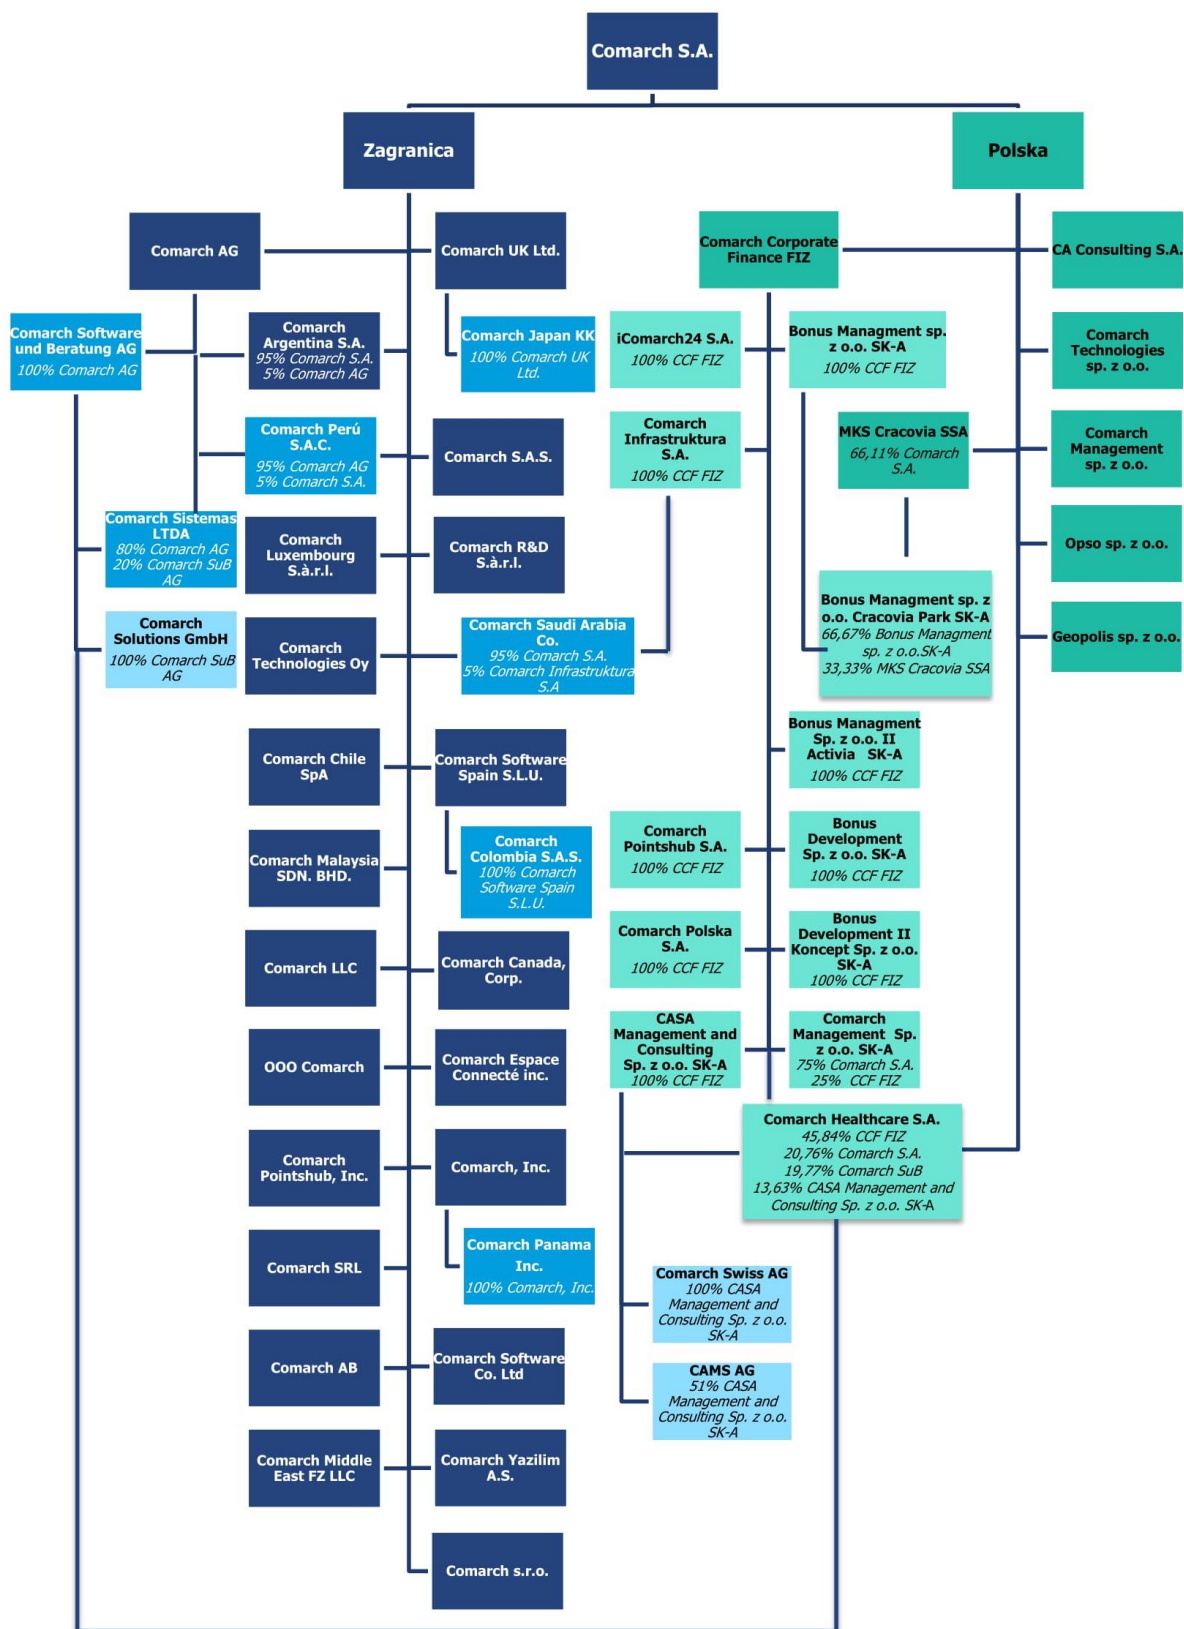 Comarch S.A.
Zagranica
Polska
Comarch AG
Comarch UK Ltd.
Comarch Corporate
Finance FIZ
CA Consulting S.A.
Comarch Software
und Beratung AG
100% Comarch AG
Comarch
Argentina S.A.
95% Comarch S.A.
5% Comarch AG
Comarch Japan KK
100% Comarch UK
Ltd.
iComarch24 S.A.
100% CCF FIZ
Bonus Managment sp.
z o.o. SK-A
100% CCF FIZ
Comarch
Technologies
sp. z o.o.
Comarch Perú
S.A.C.
95% Comarch AG
5% Comarch S.A.
Comarch S.A.S.
Comarch
Infrastruktura
S.A.
100% CCF FIZ
MKS Cracovia SSA
66,11% Comarch
S.A.
Comarch
Management
sp. z o.o.
Comarch Sistemas
LTDA
80% Comarch AG
20% Comarch SuB
AG
Comarch
Luxembourg
S.à.r.l.
Comarch R&D
S.à.r.l.
Opso sp. z o.o.
Comarch
Solutions GmbH
100% Comarch SuB
AG
Comarch
Technologies Oy
Comarch Saudi Arabia
Co.
95% Comarch S.A.
5% Comarch Infrastruktura
S.A
Bonus Managment sp. z
o.o. Cracovia Park SK-A
66,67% Bonus Managment
sp. z o.o.SK-A
33,33% MKS Cracovia SSA
Geopolis sp. z o.o.
Comarch Chile
SpA
Comarch Software
Spain S.L.U.
Bonus Managment
Sp. z o.o. II
Activia SK-A
100% CCF FIZ
Comarch Malaysia
SDN. BHD.
Comarch
Colombia S.A.S.
100% Comarch
Software Spain
S.L.U.
Comarch
Pointshub S.A.
100% CCF FIZ
Bonus
Development
Sp. z o.o. SK-A
100% CCF FIZ
Comarch LLC
Comarch Canada,
Corp.
Comarch Polska
S.A.
100% CCF FIZ
Bonus
Development II
Koncept Sp. z o.o.
SK-A
100% CCF FIZ
OOO Comarch
Comarch Espace
Connecté inc.
CASA
Management and
Consulting
Sp. z o.o. SK-A
100% CCF FIZ
Comarch
Management Sp.
z o.o. SK-A
75% Comarch S.A.
25% CCF FIZ
Comarch
Pointshub, Inc.
Comarch, Inc.
Comarch Healthcare S.A.
45,84% CCF FIZ
20,76% Comarch S.A.
19,77% Comarch SuB
13,63% CASA Management and
Consulting Sp. z o.o. SK-A
Comarch SRL
Comarch Panama
Inc.
100% Comarch, Inc.
Comarch Swiss AG
100% CASA
Management and
Consulting Sp. z o.o.
SK-A
Comarch AB
Comarch Software
Co. Ltd
CAMS AG
51% CASA
Management and
Consulting Sp. z o.o.
SK-A
Comarch Middle
East FZ LLC
Comarch Yazilim
A.S.
Comarch s.r.o.